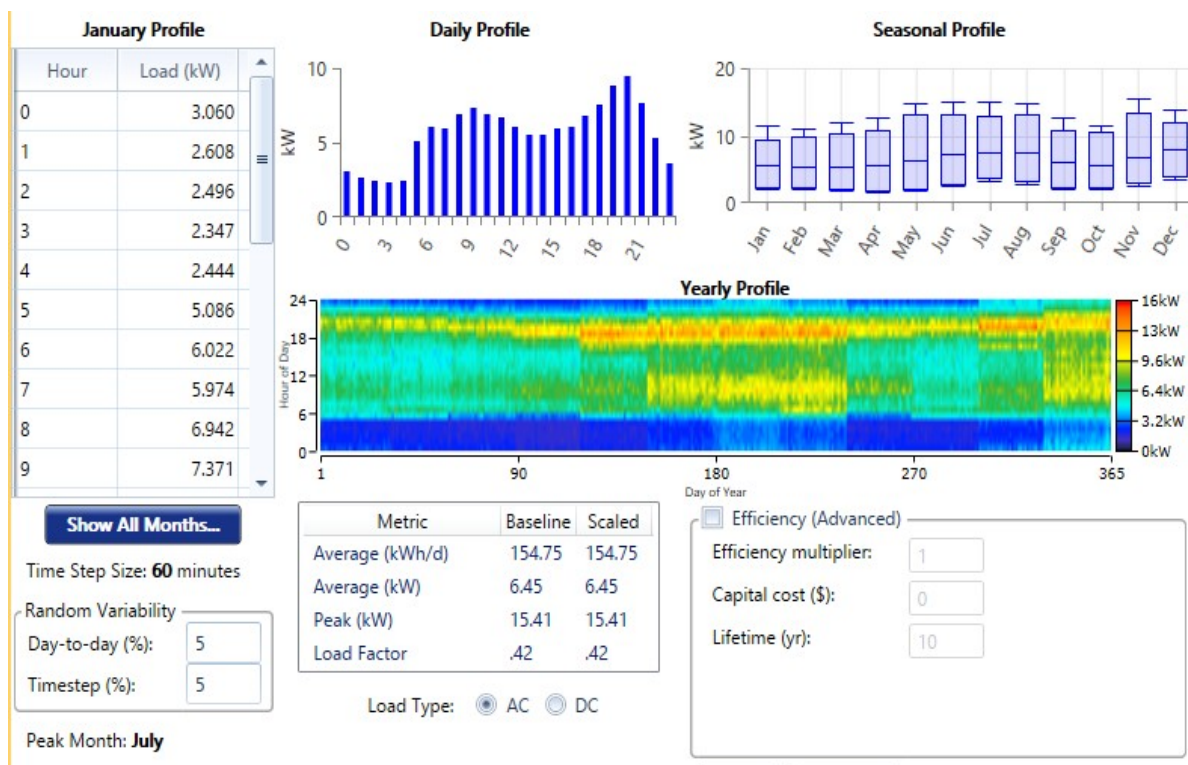 January Profile
Hour Load (kW)
0 3.060
1 2.608
2 2.496
3 2.347
4 2.444
5 5.086
6 6.022
7 5.974
8 6.942
9 7.371
Show All Months...
Time Step Size: 60 minutes
Random Variability
Day-to-day (%): 5
Timestep (%): 5
Peak Month: July
Daily Profile
kW
10
5
0
0 3 6 9 12 15 18 21
Seasonal Profile
kW
20
10
0
Jan Feb Mar Apr May Jun Jul Aug Sep Oct Nov Dec
Yearly Profile
Hour of Day
24
18
12
6
0
1 90 180 270 365
Day of Year
16kW
13kW
9.6kW
6.4kW
3.2kW
0kW
Metric Baseline Scaled
Average (kWh/d) 154.75 154.75
Average (kW) 6.45 6.45
Peak (kW) 15.41 15.41
Load Factor .42 .42
Load Type: AC DC
Efficiency (Advanced)
Efficiency multiplier: 1
Capital cost ($): 0
Lifetime (yr): 10